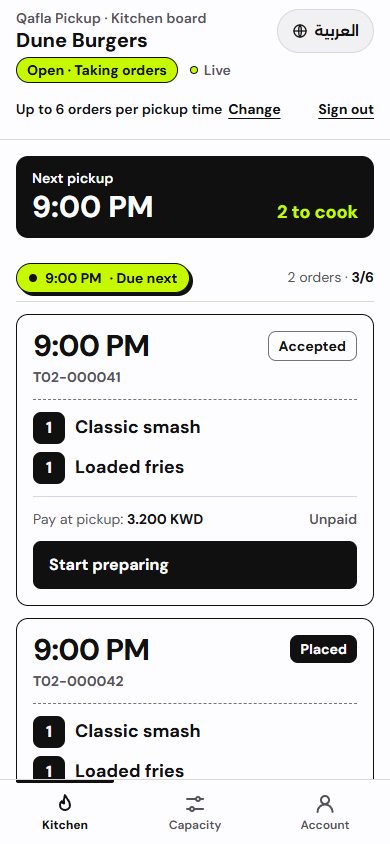 Qafla Pickup · Kitchen board
Dune Burgers
العربية
Open · Taking orders
Live
Up to 6 orders per pickup time Change
Sign out
Next pickup
9:00 PM
2 to cook
9:00 PM · Due next
2 orders · 3/6
9:00 PM
Accepted
T02-000041
1 Classic smash
1 Loaded fries
Pay at pickup: 3.200 KWD
Unpaid
Start preparing
9:00 PM
Placed
T02-000042
1 Classic smash
1 Loaded fries
Kitchen
Capacity
Account